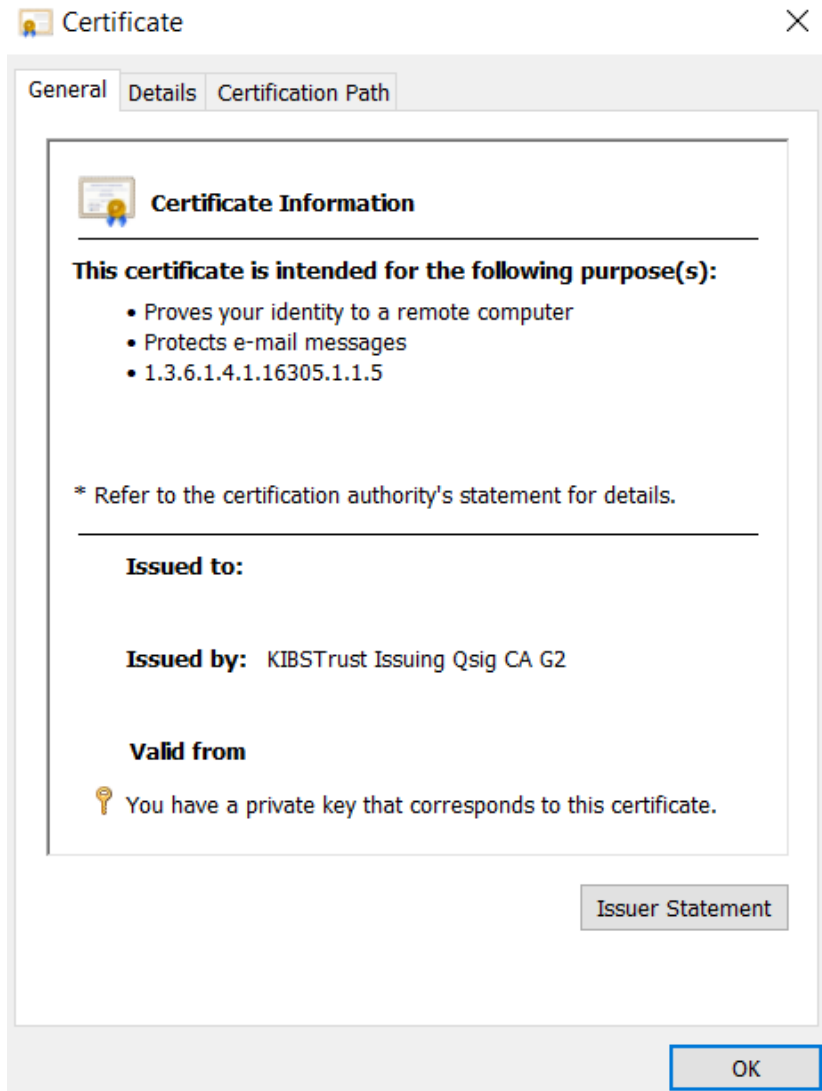 Certificate
General Details Certification Path
Certificate Information
This certificate is intended for the following purpose(s):
• Proves your identity to a remote computer
• Protects e-mail messages
• 1.3.6.1.4.1.16305.1.1.5
* Refer to the certification authority's statement for details.
Issued to:
Issued by: KIBSTrust Issuing Qsig CA G2
Valid from
You have a private key that corresponds to this certificate.
Issuer Statement
OK